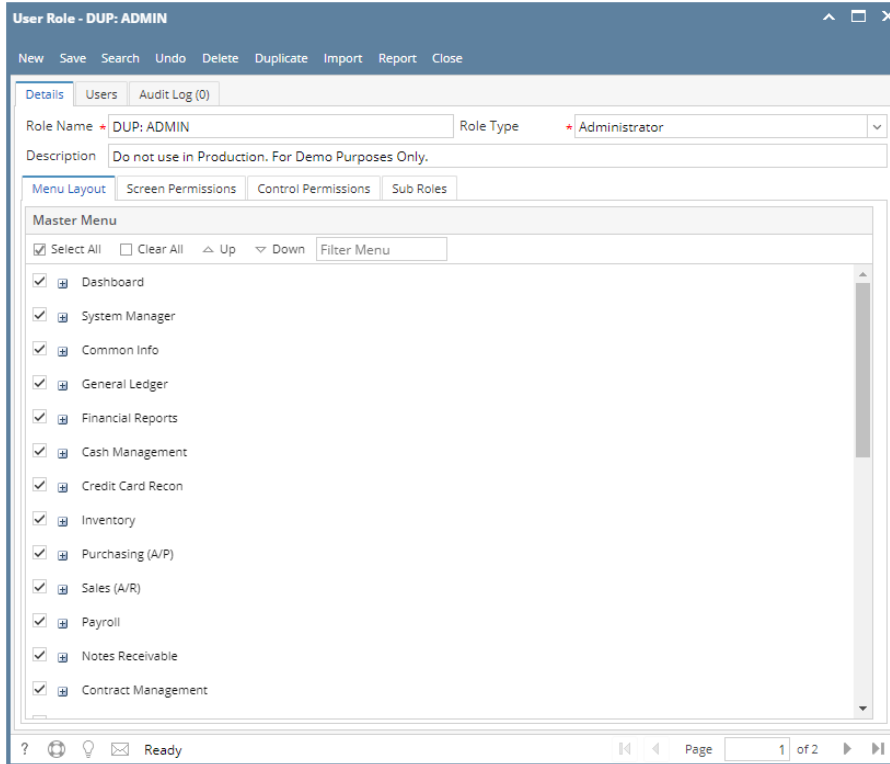 User Role - DUP: ADMIN
New Save Search Undo Delete Duplicate Import Report Close
Details Users Audit Log (0)
Role Name * DUP: ADMIN Role Type * Administrator
Description Do not use in Production. For Demo Purposes Only.
Menu Layout Screen Permissions Control Permissions Sub Roles
Master Menu
Select All Clear All Up Down Filter Menu
Dashboard
System Manager
Common Info
General Ledger
Financial Reports
Cash Management
Credit Card Recon
Inventory
Purchasing (A/P)
Sales (A/R)
Payroll
Notes Receivable
Contract Management
? Ready Page 1 of 2